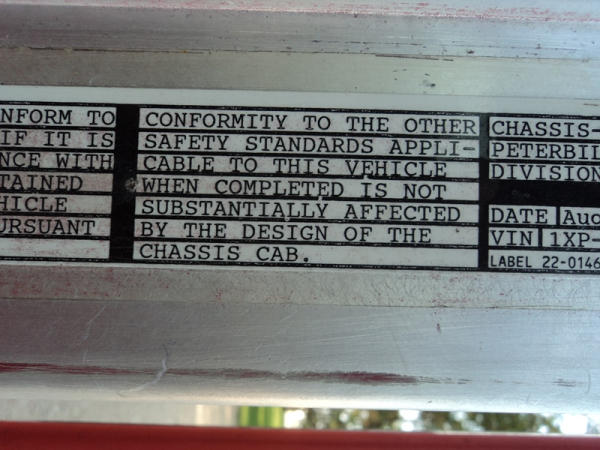 NFORM TO
IF IT IS
NCE WITH
TAINED
HICLE
URSUANT
CONFORMITY TO THE OTHER
SAFETY STANDARDS APPLI-
CABLE TO THIS VEHICLE
WHEN COMPLETED IS NOT
SUBSTANTIALLY AFFECTED
BY THE DESIGN OF THE
CHASSIS CAB.
CHASSIS-
PETERBIL
DIVISION
DATE Aug
VIN 1XP-
LABEL 22-0146